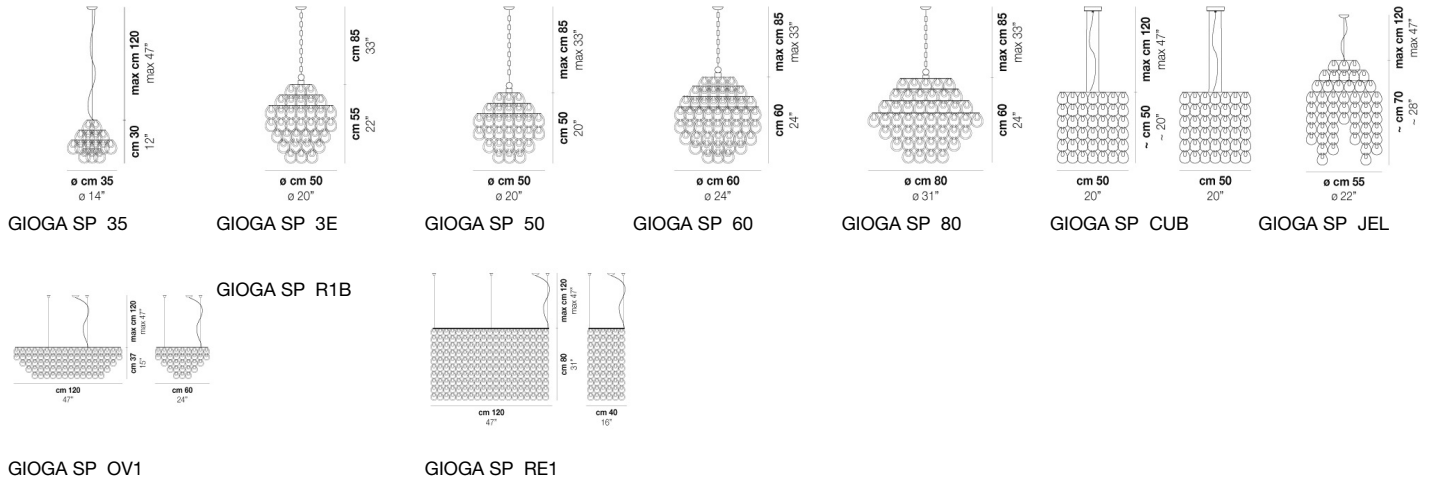 max cm 120
max 47"
cm 30
12"
ø cm 35
ø 14"
GIOGA SP 35
cm 85
33"
cm 55
22"
ø cm 50
ø 20"
GIOGA SP 3E
max cm 85
max 33"
cm 50
20"
ø cm 50
ø 20"
GIOGA SP 50
max cm 85
max 33"
cm 60
24"
ø cm 60
ø 24"
GIOGA SP 60
max cm 85
max 33"
cm 60
24"
ø cm 80
ø 31"
GIOGA SP 80
max cm 120
max 47"
~ cm 50
~ 20"
cm 50
20"
cm 50
20"
GIOGA SP CUB
max cm 120
max 47"
~ cm 70
~ 28"
ø cm 55
ø 22"
GIOGA SP JEL
max cm 120
max 47"
cm 37
15"
cm 120
47"
cm 60
24"
GIOGA SP OV1
GIOGA SP R1B
max cm 120
max 47"
cm 80
31"
cm 120
47"
cm 40
16"
GIOGA SP RE1